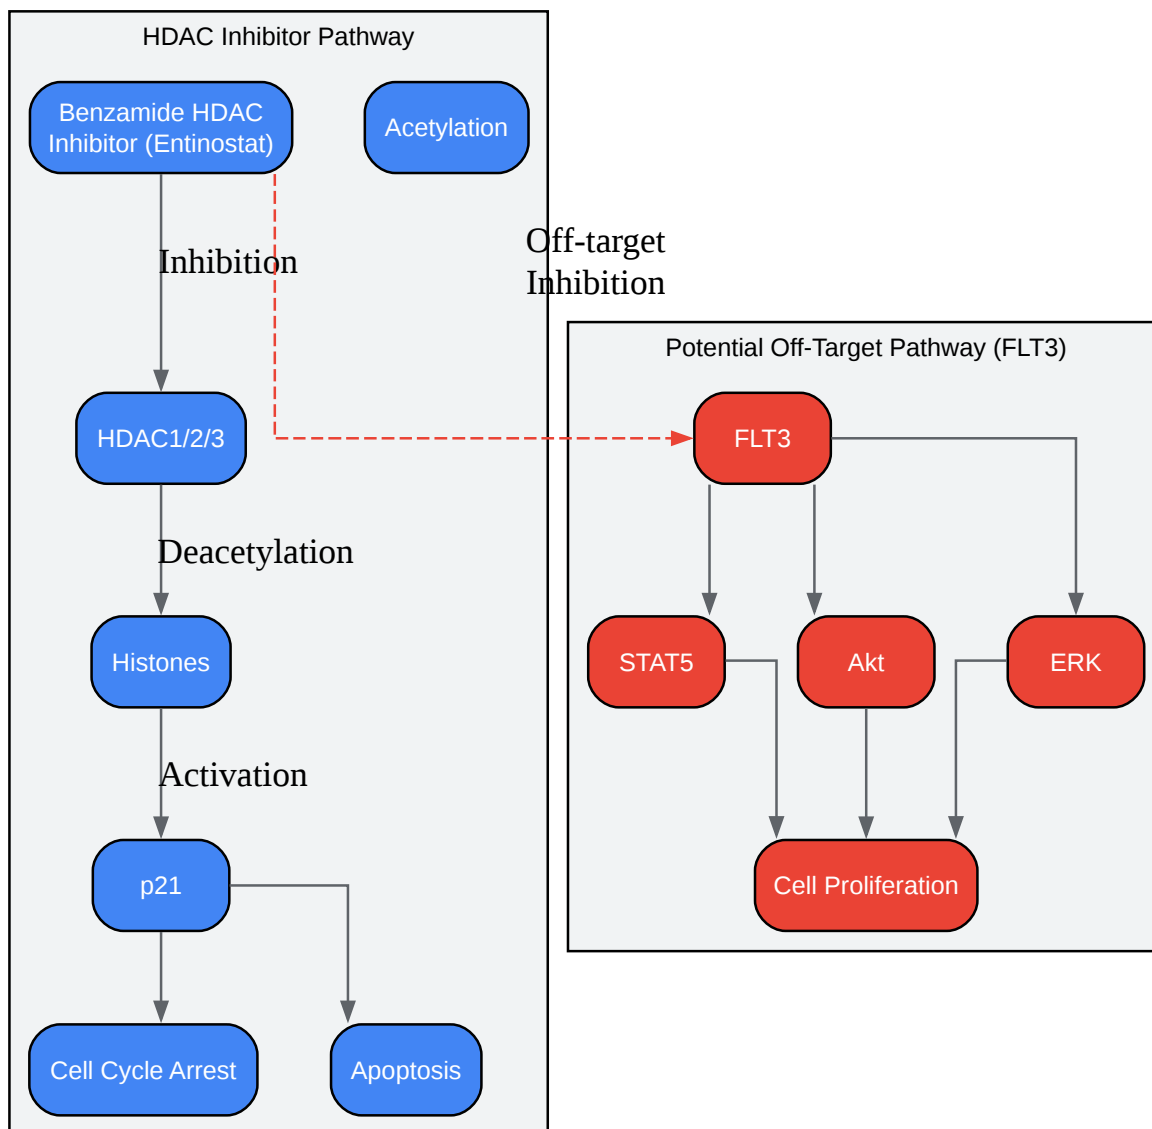 HDAC Inhibitor Pathway
Benzamide HDAC
Inhibitor (Entinostat)
Acetylation
Inhibition
Off-target
Inhibition
HDAC1/2/3
Deacetylation
Histones
Activation
p21
Cell Cycle Arrest
Apoptosis
Potential Off-Target Pathway (FLT3)
FLT3
STAT5
Akt
ERK
Cell Proliferation